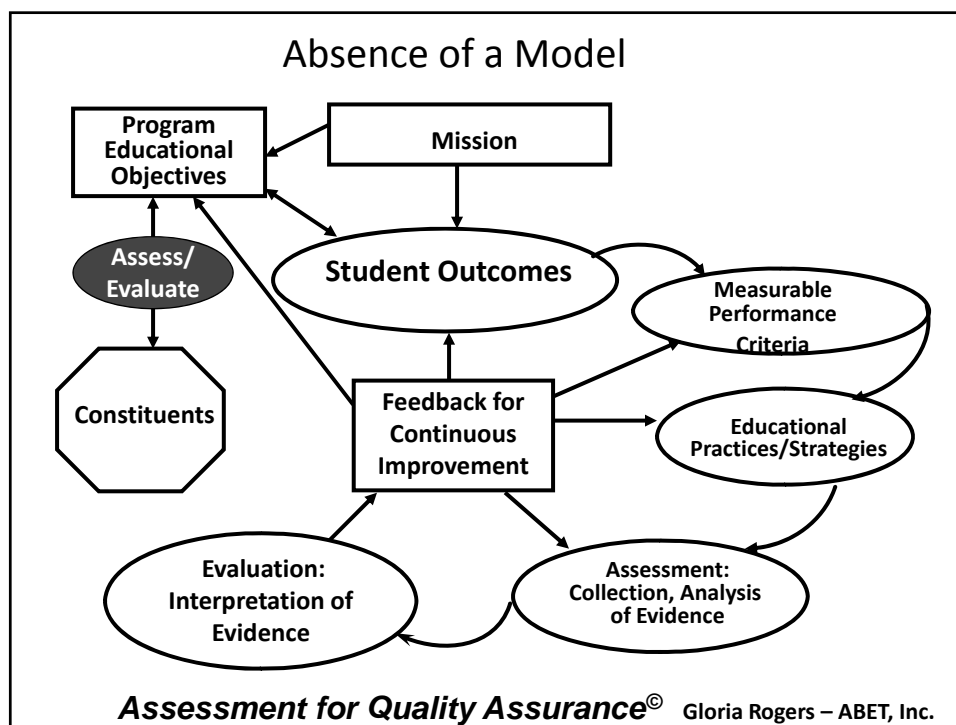 Absence of a Model
Program
Educational
Objectives
Mission
Assess/
Evaluate
Student Outcomes
Measurable
Performance
Criteria
Constituents
Feedback for
Continuous
Improvement
Educational
Practices/Strategies
Evaluation:
Interpretation of
Evidence
Assessment:
Collection, Analysis
of Evidence
Assessment for Quality Assurance© Gloria Rogers – ABET, Inc.